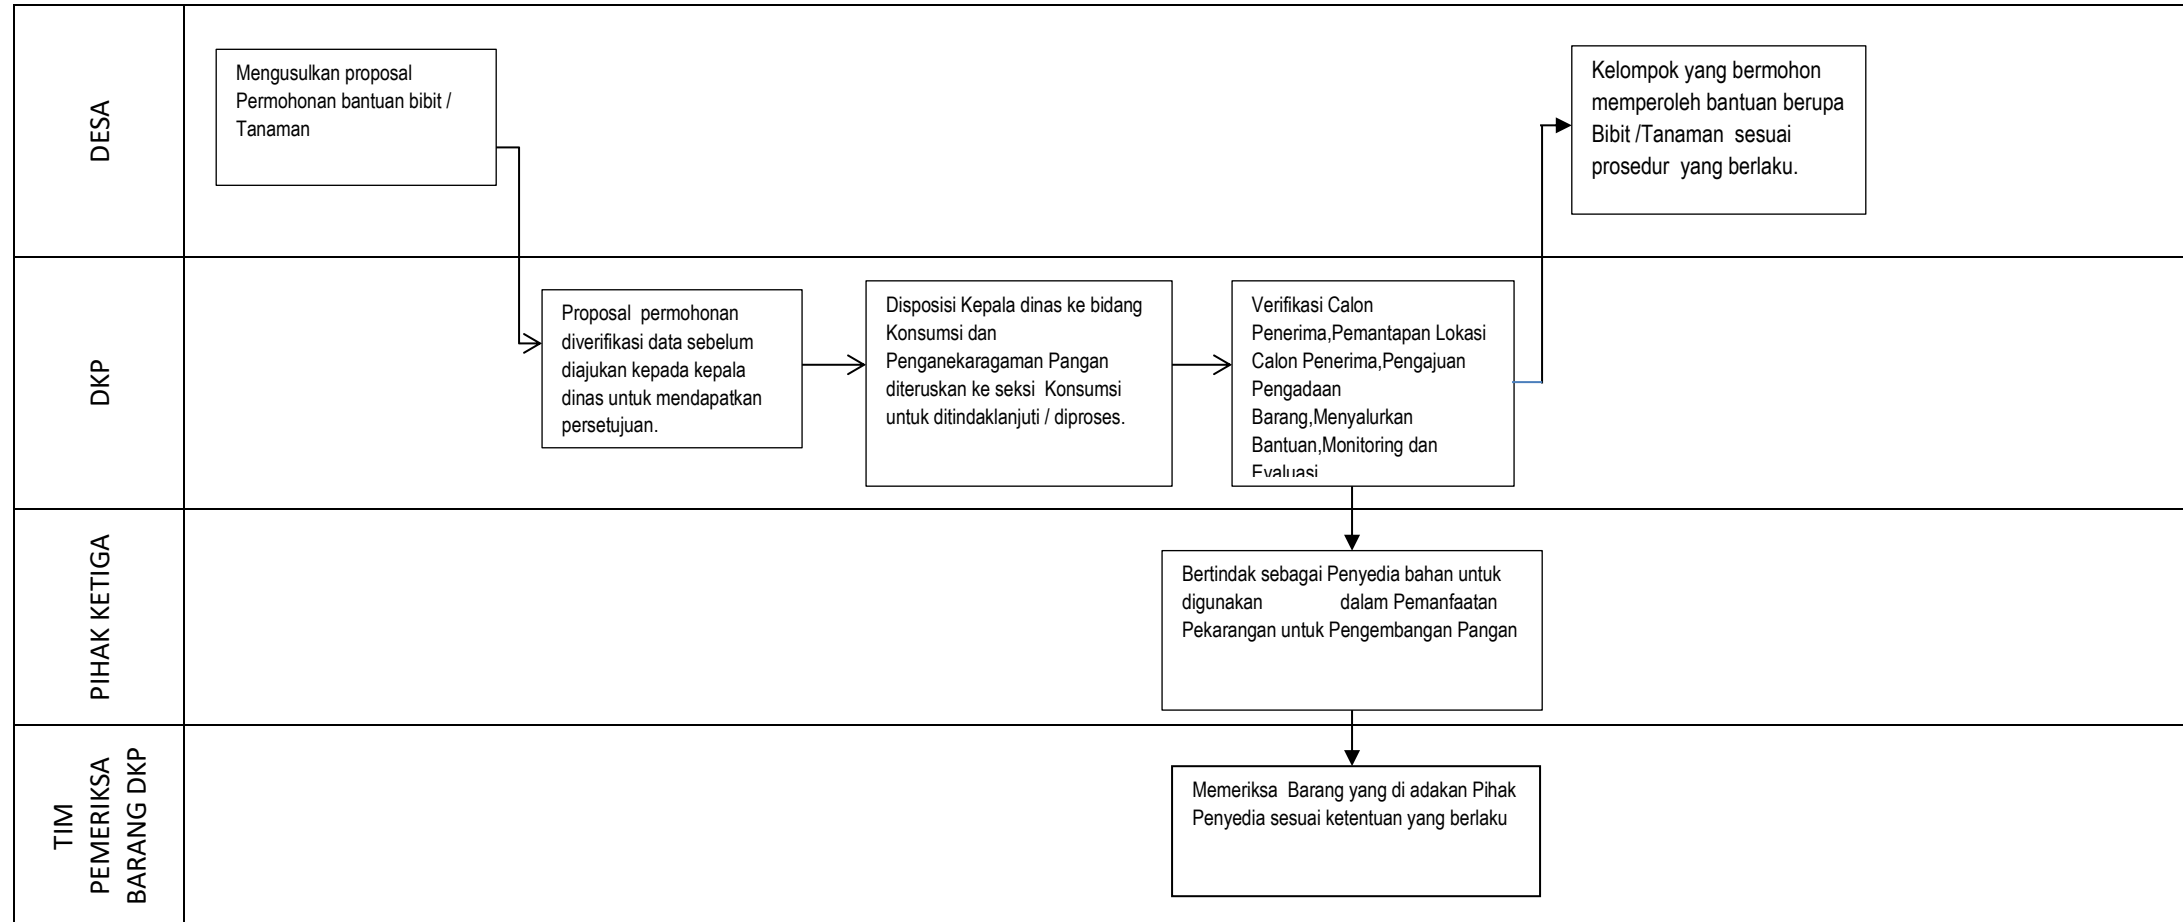 DESA
Mengusulkan proposal
Permohonan bantuan bibit /
Tanaman
Kelompok yang bermohon
memperoleh bantuan berupa
Bibit /Tanaman sesuai
prosedur yang berlaku.
DKP
Proposal permohonan
diverifikasi data sebelum
diajukan kepada kepala
dinas untuk mendapatkan
persetujuan.
Disposisi Kepala dinas ke bidang
Konsumsi dan
Penganekaragaman Pangan
diteruskan ke seksi Konsumsi
untuk ditindaklanjuti / diproses.
Verifikasi Calon
Penerima,Pemantapan Lokasi
Calon Penerima,Pengajuan
Pengadaan
Barang,Menyalurkan
Bantuan,Monitoring dan
Evaluasi
PIHAK KETIGA
Bertindak sebagai Penyedia bahan untuk
digunakan dalam Pemanfaatan
Pekarangan untuk Pengembangan Pangan
TIM
PEMERIKSA
BARANG DKP
Memeriksa Barang yang di adakan Pihak
Penyedia sesuai ketentuan yang berlaku